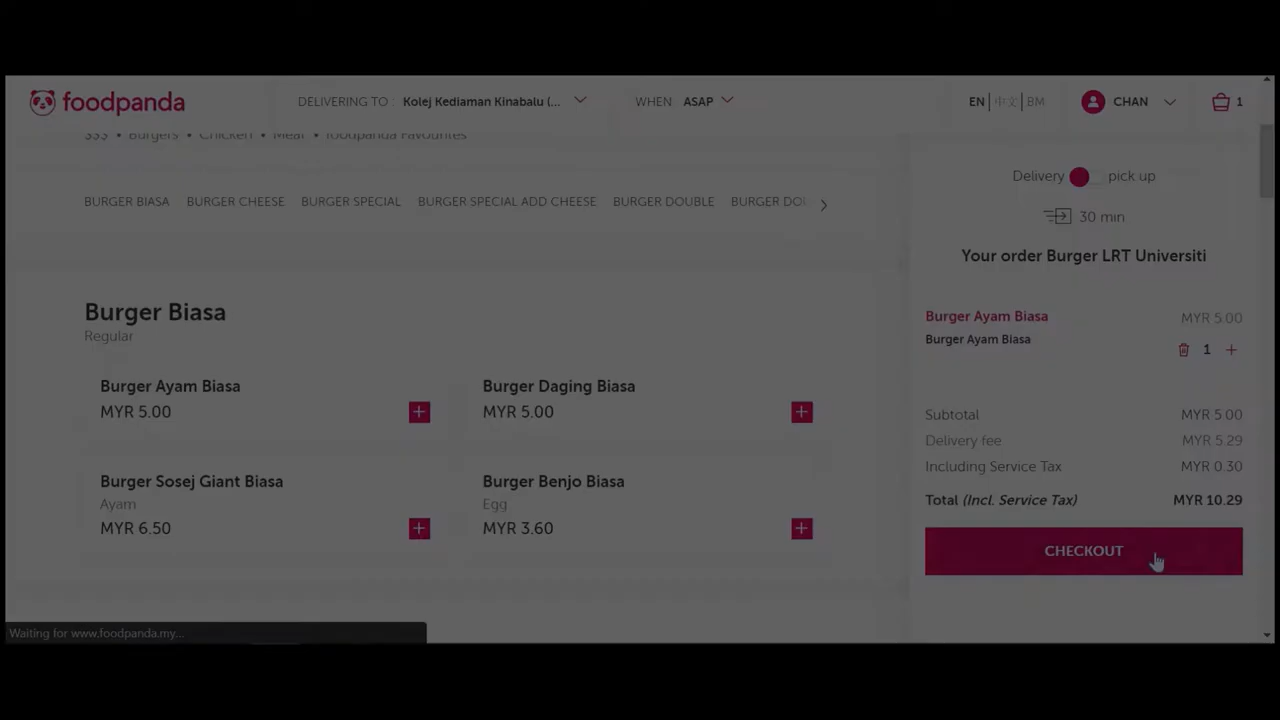 foodpanda
DELIVERING TO : Kolej Kediaman Kinabalu (...
WHEN ASAP
EN 中文 BM
CHAN
1
$$$ • Burgers • Chicken • Meat • foodpanda Favourites
BURGER BIASA BURGER CHEESE BURGER SPECIAL BURGER SPECIAL ADD CHEESE BURGER DOUBLE BURGER DOU
Burger Biasa
Regular
Burger Ayam Biasa
MYR 5.00
Burger Daging Biasa
MYR 5.00
Burger Sosej Giant Biasa
Ayam
MYR 6.50
Burger Benjo Biasa
Egg
MYR 3.60
Delivery pick up
30 min
Your order Burger LRT Universiti
Burger Ayam Biasa MYR 5.00
Burger Ayam Biasa 1
Subtotal MYR 5.00
Delivery fee MYR 5.29
Including Service Tax MYR 0.30
Total (Incl. Service Tax) MYR 10.29
CHECKOUT
Waiting for www.foodpanda.my...